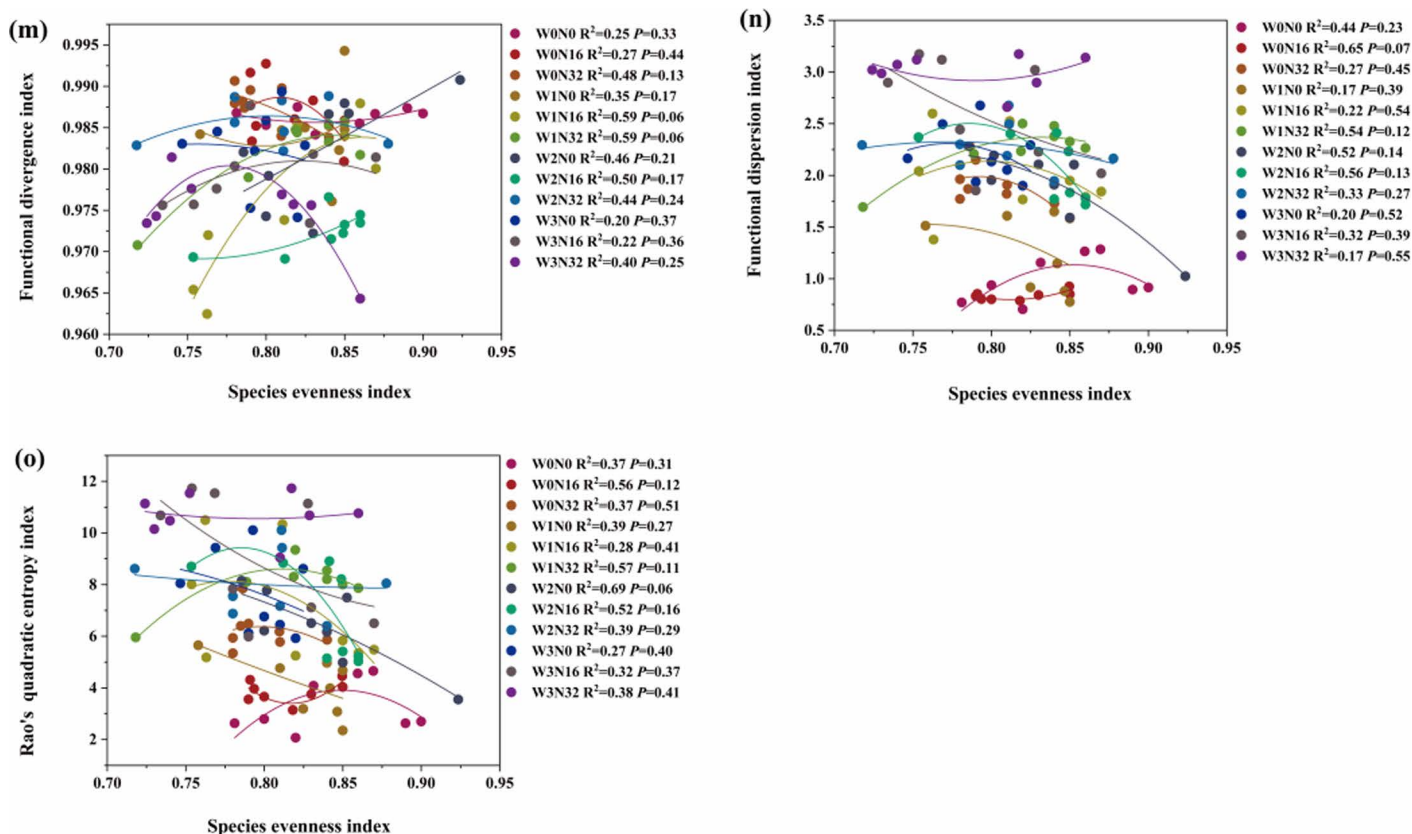 (m)
Functional divergence index
0.995
0.990
0.985
0.980
0.975
0.970
0.965
0.960
0.70 0.75 0.80 0.85 0.90 0.95
Species evenness index
W0N0 R²=0.25 P=0.33
W0N16 R²=0.27 P=0.44
W0N32 R²=0.48 P=0.13
W1N0 R²=0.35 P=0.17
W1N16 R²=0.59 P=0.06
W1N32 R²=0.59 P=0.06
W2N0 R²=0.46 P=0.21
W2N16 R²=0.50 P=0.17
W2N32 R²=0.44 P=0.24
W3N0 R²=0.20 P=0.37
W3N16 R²=0.22 P=0.36
W3N32 R²=0.40 P=0.25
(n)
Functional dispersion index
3.5
3.0
2.5
2.0
1.5
1.0
0.5
0.70 0.75 0.80 0.85 0.90 0.95
Species evenness index
W0N0 R²=0.44 P=0.23
W0N16 R²=0.65 P=0.07
W0N32 R²=0.27 P=0.45
W1N0 R²=0.17 P=0.39
W1N16 R²=0.22 P=0.54
W1N32 R²=0.54 P=0.12
W2N0 R²=0.52 P=0.14
W2N16 R²=0.56 P=0.13
W2N32 R²=0.33 P=0.27
W3N0 R²=0.20 P=0.52
W3N16 R²=0.32 P=0.39
W3N32 R²=0.17 P=0.55
(o)
Rao's quadratic entropy index
12
10
8
6
4
2
0.70 0.75 0.80 0.85 0.90 0.95
Species evenness index
W0N0 R²=0.37 P=0.31
W0N16 R²=0.56 P=0.12
W0N32 R²=0.37 P=0.51
W1N0 R²=0.39 P=0.27
W1N16 R²=0.28 P=0.41
W1N32 R²=0.57 P=0.11
W2N0 R²=0.69 P=0.06
W2N16 R²=0.52 P=0.16
W2N32 R²=0.39 P=0.29
W3N0 R²=0.27 P=0.40
W3N16 R²=0.32 P=0.37
W3N32 R²=0.38 P=0.41